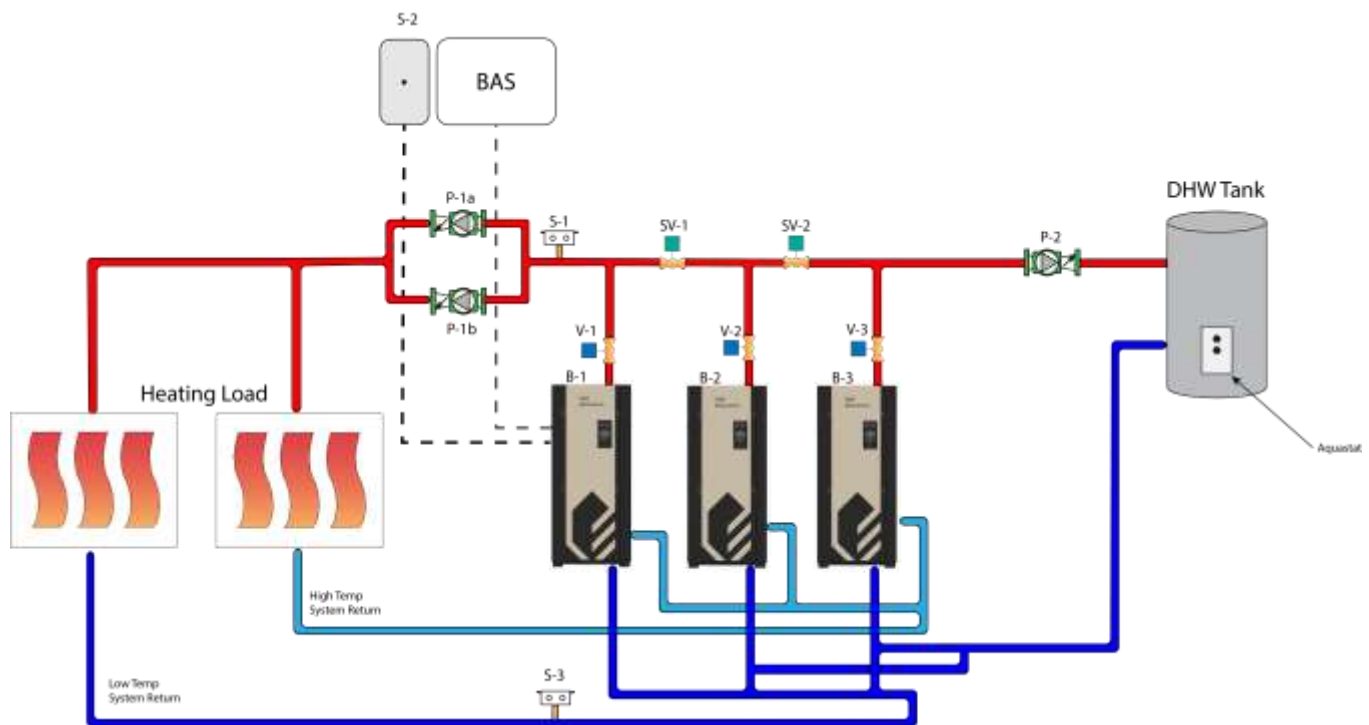 S-2
BAS
DHW Tank
P-1a
S-1
SV-1
SV-2
P-2
P-1b
V-1
V-2
V-3
B-1
B-2
B-3
Heating Load
Aquastat
High Temp
System Return
Low Temp
System Return
S-3